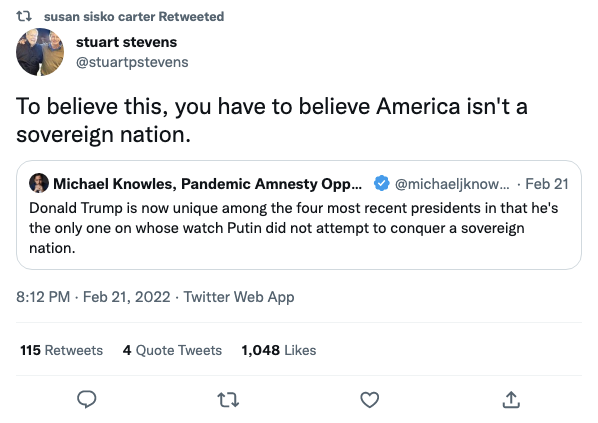 susan sisko carter Retweeted
stuart stevens
@stuartpstevens
To believe this, you have to believe America isn't a
sovereign nation.
Michael Knowles, Pandemic Amnesty Opp... @michaeljknow... · Feb 21
Donald Trump is now unique among the four most recent presidents in that he's
the only one on whose watch Putin did not attempt to conquer a sovereign
nation.
8:12 PM · Feb 21, 2022 · Twitter Web App
115 Retweets 4 Quote Tweets 1,048 Likes